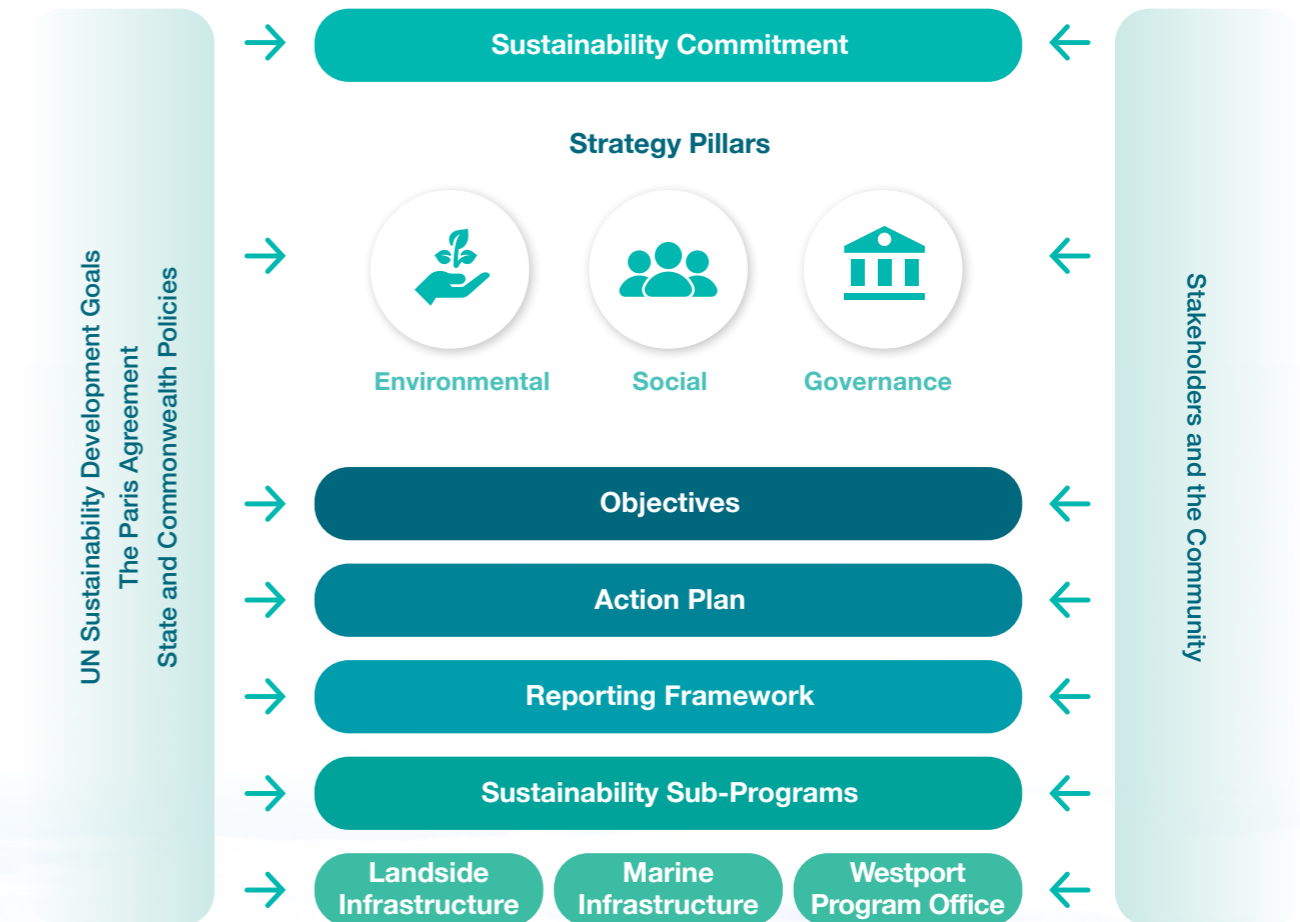 Sustainability Commitment
Strategy Pillars
Environmental
Social
Governance
Objectives
Action Plan
Reporting Framework
Sustainability Sub-Programs
Landside
Infrastructure
Marine
Infrastructure
Westport
Program Office
UN Sustainability Development Goals
The Paris Agreement
State and Commonwealth Policies
Stakeholders and the Community